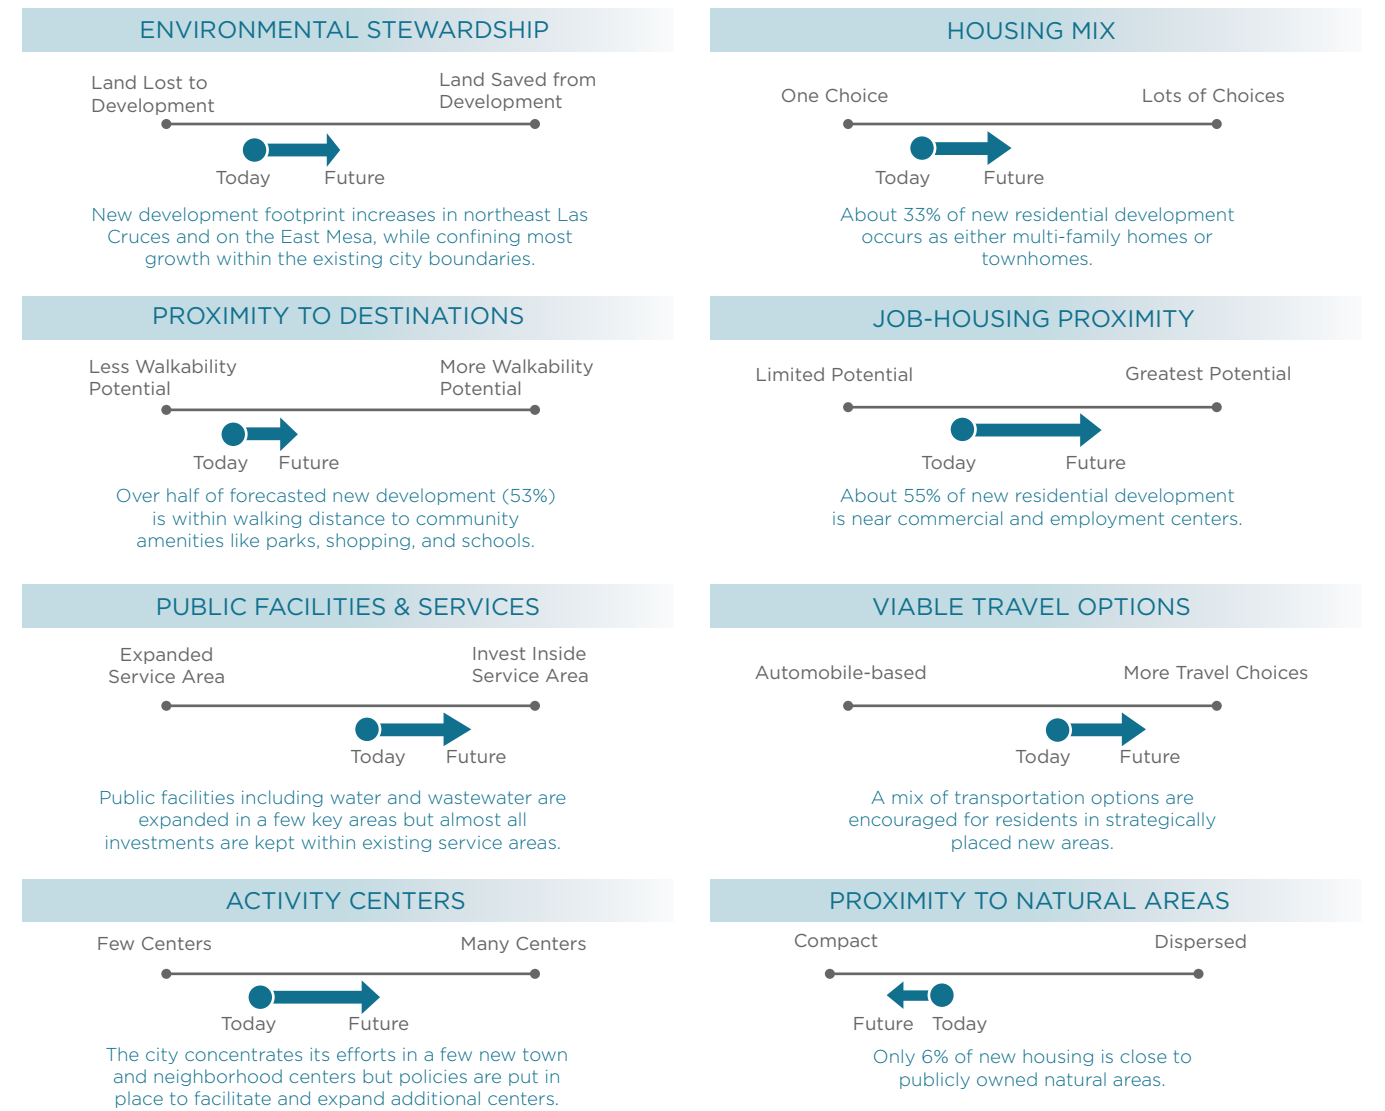 ENVIRONMENTAL STEWARDSHIP
Land Lost to
Development
Land Saved from
Development
Today
Future
New development footprint increases in northeast Las
Cruces and on the East Mesa, while confining most
growth within the existing city boundaries.
HOUSING MIX
One Choice
Lots of Choices
Today
Future
About 33% of new residential development
occurs as either multi-family homes or
townhomes.
PROXIMITY TO DESTINATIONS
Less Walkability
Potential
More Walkability
Potential
Today
Future
Over half of forecasted new development (53%)
is within walking distance to community
amenities like parks, shopping, and schools.
JOB-HOUSING PROXIMITY
Limited Potential
Greatest Potential
Today
Future
About 55% of new residential development
is near commercial and employment centers.
PUBLIC FACILITIES & SERVICES
Expanded
Service Area
Invest Inside
Service Area
Today
Future
Public facilities including water and wastewater are
expanded in a few key areas but almost all
investments are kept within existing service areas.
VIABLE TRAVEL OPTIONS
Automobile-based
More Travel Choices
Today
Future
A mix of transportation options are
encouraged for residents in strategically
placed new areas.
ACTIVITY CENTERS
Few Centers
Many Centers
Today
Future
The city concentrates its efforts in a few new town
and neighborhood centers but policies are put in
place to facilitate and expand additional centers.
PROXIMITY TO NATURAL AREAS
Compact
Dispersed
Future
Today
Only 6% of new housing is close to
publicly owned natural areas.